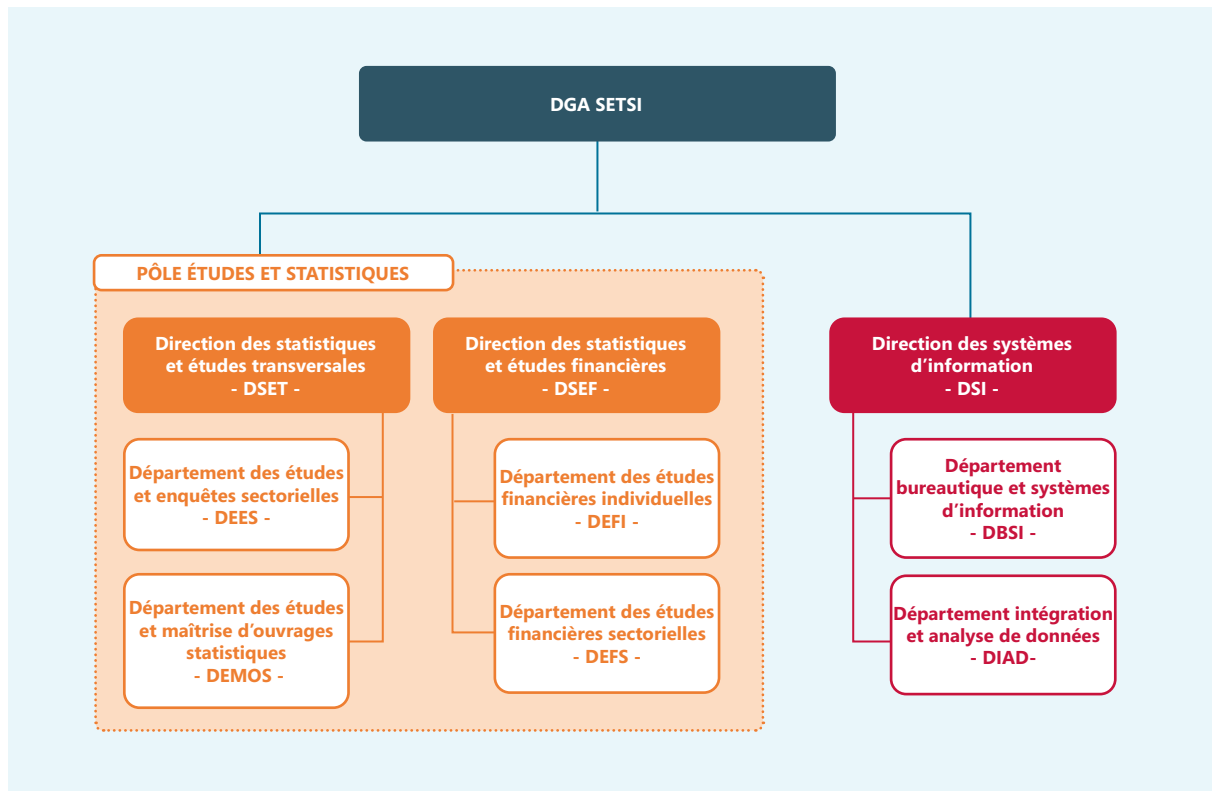 DGA SETSI
PÔLE ÉTUDES ET STATISTIQUES
Direction des statistiques
et études transversales
- DSET -
Département des études
et enquêtes sectorielles
- DEES -
Département des études
et maîtrise d’ouvrages
statistiques
- DEMOS -
Direction des statistiques
et études financières
- DSEF -
Département des études
financières individuelles
- DEFI -
Département des études
financières sectorielles
- DEFS -
Direction des systèmes
d’information
- DSI -
Département
bureautique et systèmes
d’information
- DBSI -
Département intégration
et analyse de données
- DIAD-